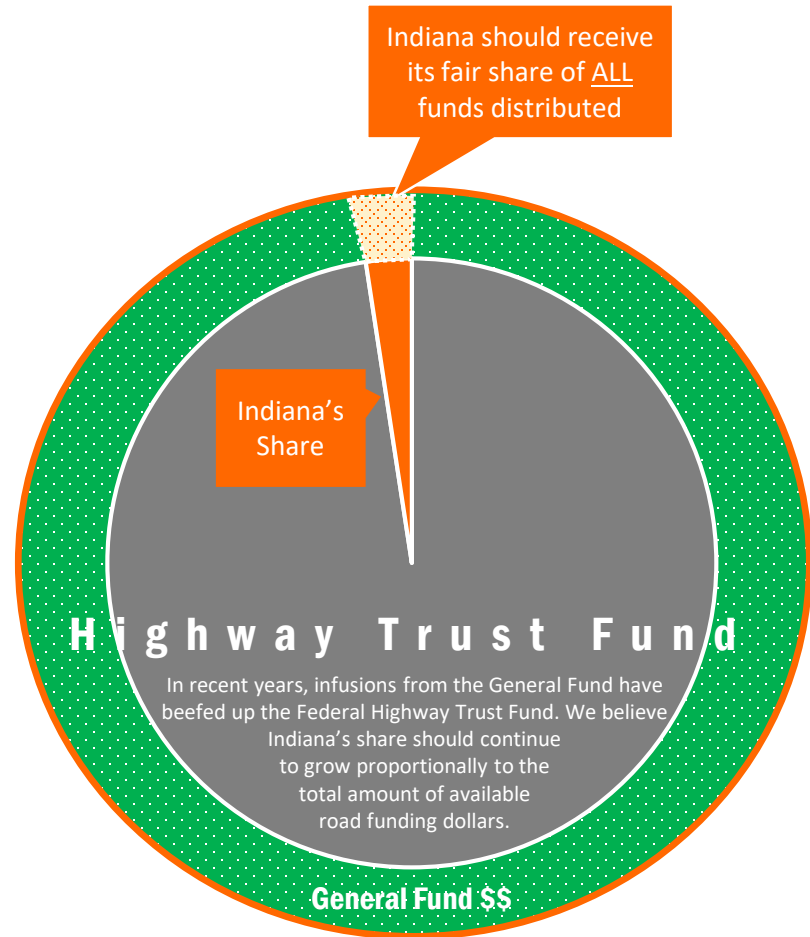 Indiana should receive
its fair share of ALL
funds distributed
Indiana’s
Share
Highway Trust Fund
In recent years, infusions from the General Fund have
beefed up the Federal Highway Trust Fund. We believe
Indiana’s share should continue
to grow proportionally to the
total amount of available
road funding dollars.
General Fund $$